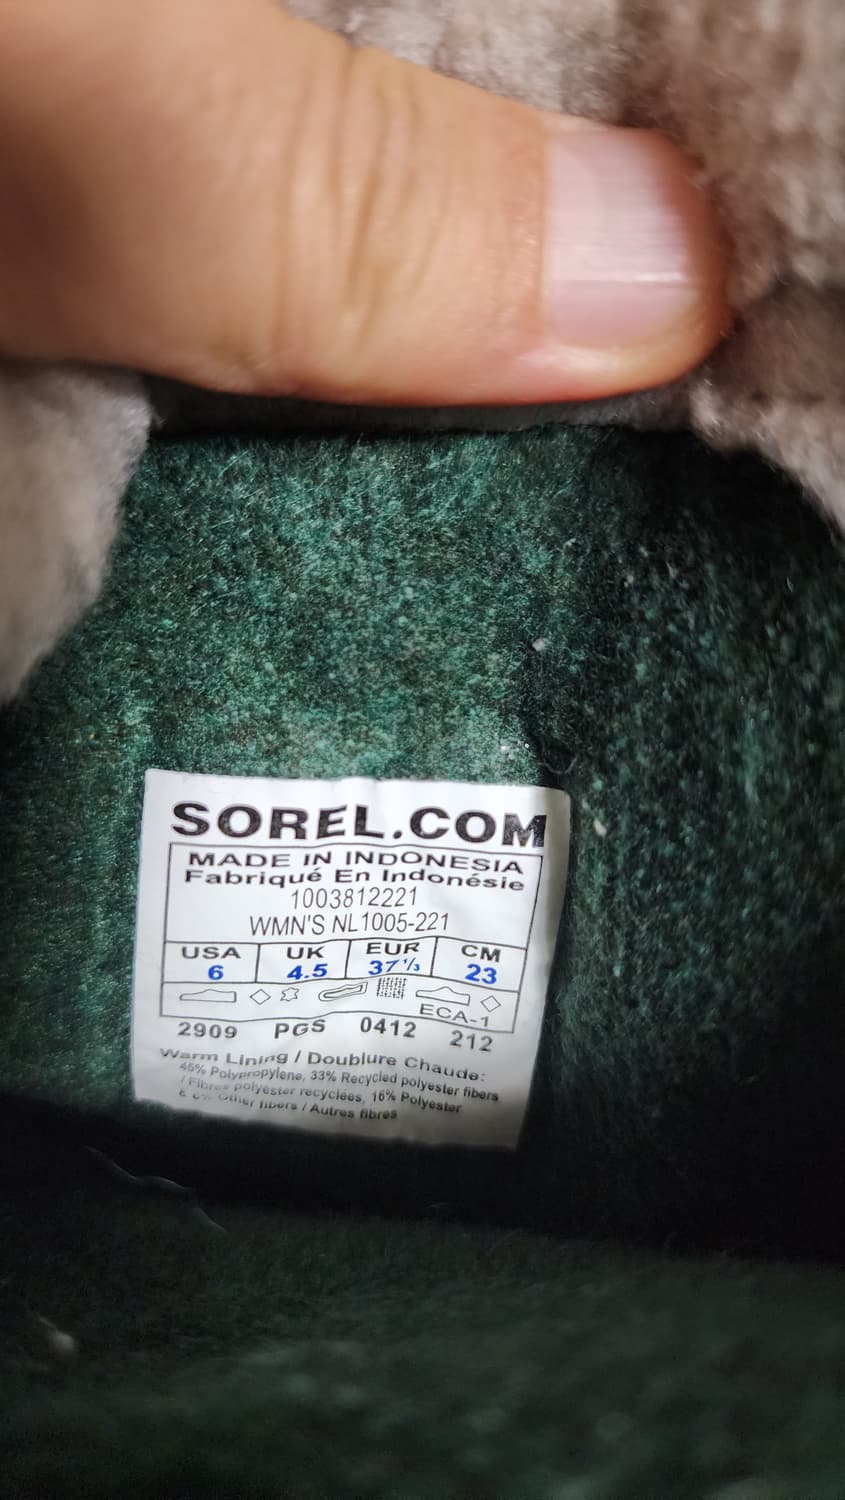 SOREL.COM
MADE IN INDONESIA
Fabriqué En Indonésie
1003812221
WMN'S NL1005-221
USA UK EUR CM
6 4.5 37⅓ 23
ECA-1
2909 PGS 0412 212
Warm Lining / Doublure Chaude:
45% Polypropylene, 33% Recycled polyester fibers
/ Fibres polyester recyclées, 16% Polyester
& 6% Other fibers / Autres fibres